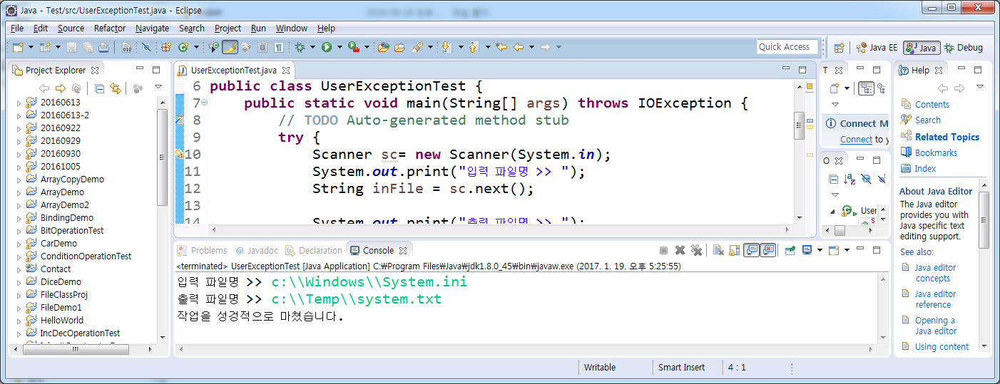 Java - Test/src/UserExceptionTest.java - Eclipse
File Edit Source Refactor Navigate Search Project Run Window Help
Quick Access Java EE Java Debug
Project Explorer
20160613
20160613-2
20160922
20160929
20160930
20161005
ArrayCopyDemo
ArrayDemo
ArrayDemo2
BindingDemo
BitOperationTest
CarDemo
ConditionOperationTest
Contact
DiceDemo
FileClassProj
FileDemo1
HelloWorld
IncDecOperationTest
UserExceptionTest.java
6 public class UserExceptionTest {
7 public static void main(String[] args) throws IOException {
8 // TODO Auto-generated method stub
9 try {
10 Scanner sc= new Scanner(System.in);
11 System.out.print("입력 파일명 >> ");
12 String inFile = sc.next();
13
14 System.out.print("출력 파일명 >> ");
T
Connect M
Connect to y
O
User
S
Problems @ Javadoc Declaration Console
<terminated> UserExceptionTest [Java Application] C:₩Program Files₩Java₩jdk1.8.0_45₩bin₩javaw.exe (2017. 1. 19. 오후 5:25:55)
입력 파일명 >> c:\\Windows\\System.ini
출력 파일명 >> c:\\Temp\\system.txt
작업을 성겅적으로 마쳤습니다.
Help
Contents
Search
Related Topics
Bookmarks
Index
About Java Editor
The Java editor
provides you with
Java specific text
editing support.
See also:
Java editor
concepts
Java editor
reference
Opening a
Java editor
Using content
Writable Smart Insert 4 : 1